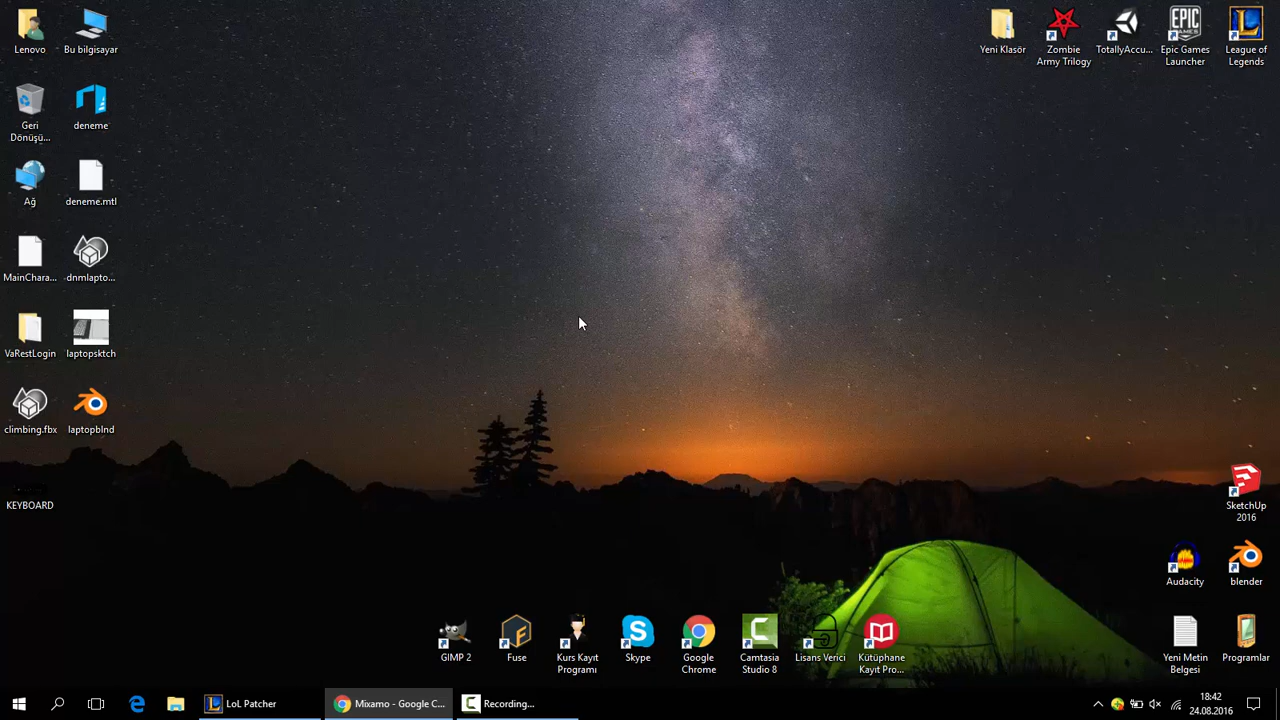 Lenovo
Bu bilgisayar
Yeni Klasör
Zombie
Army Trilogy
TotallyAccu...
EPIC
GAMES
Epic Games
Launcher
League of
Legends
Geri
Dönüşü...
deneme
Ağ
deneme.mtl
MainChara...
dnmlapto...
VaRestLogin
laptopsktch
climbing.fbx
laptopblnd
KEYBOARD
SketchUp
2016
Audacity
blender
GIMP 2
Fuse
Kurs Kayıt
Programı
Skype
Google
Chrome
Camtasia
Studio 8
Lisans Verici
Kütüphane
Kayıt Pro...
Yeni Metin
Belgesi
Programlar
LoL Patcher
Mixamo - Google C...
Recording...
18:42
24.08.2016